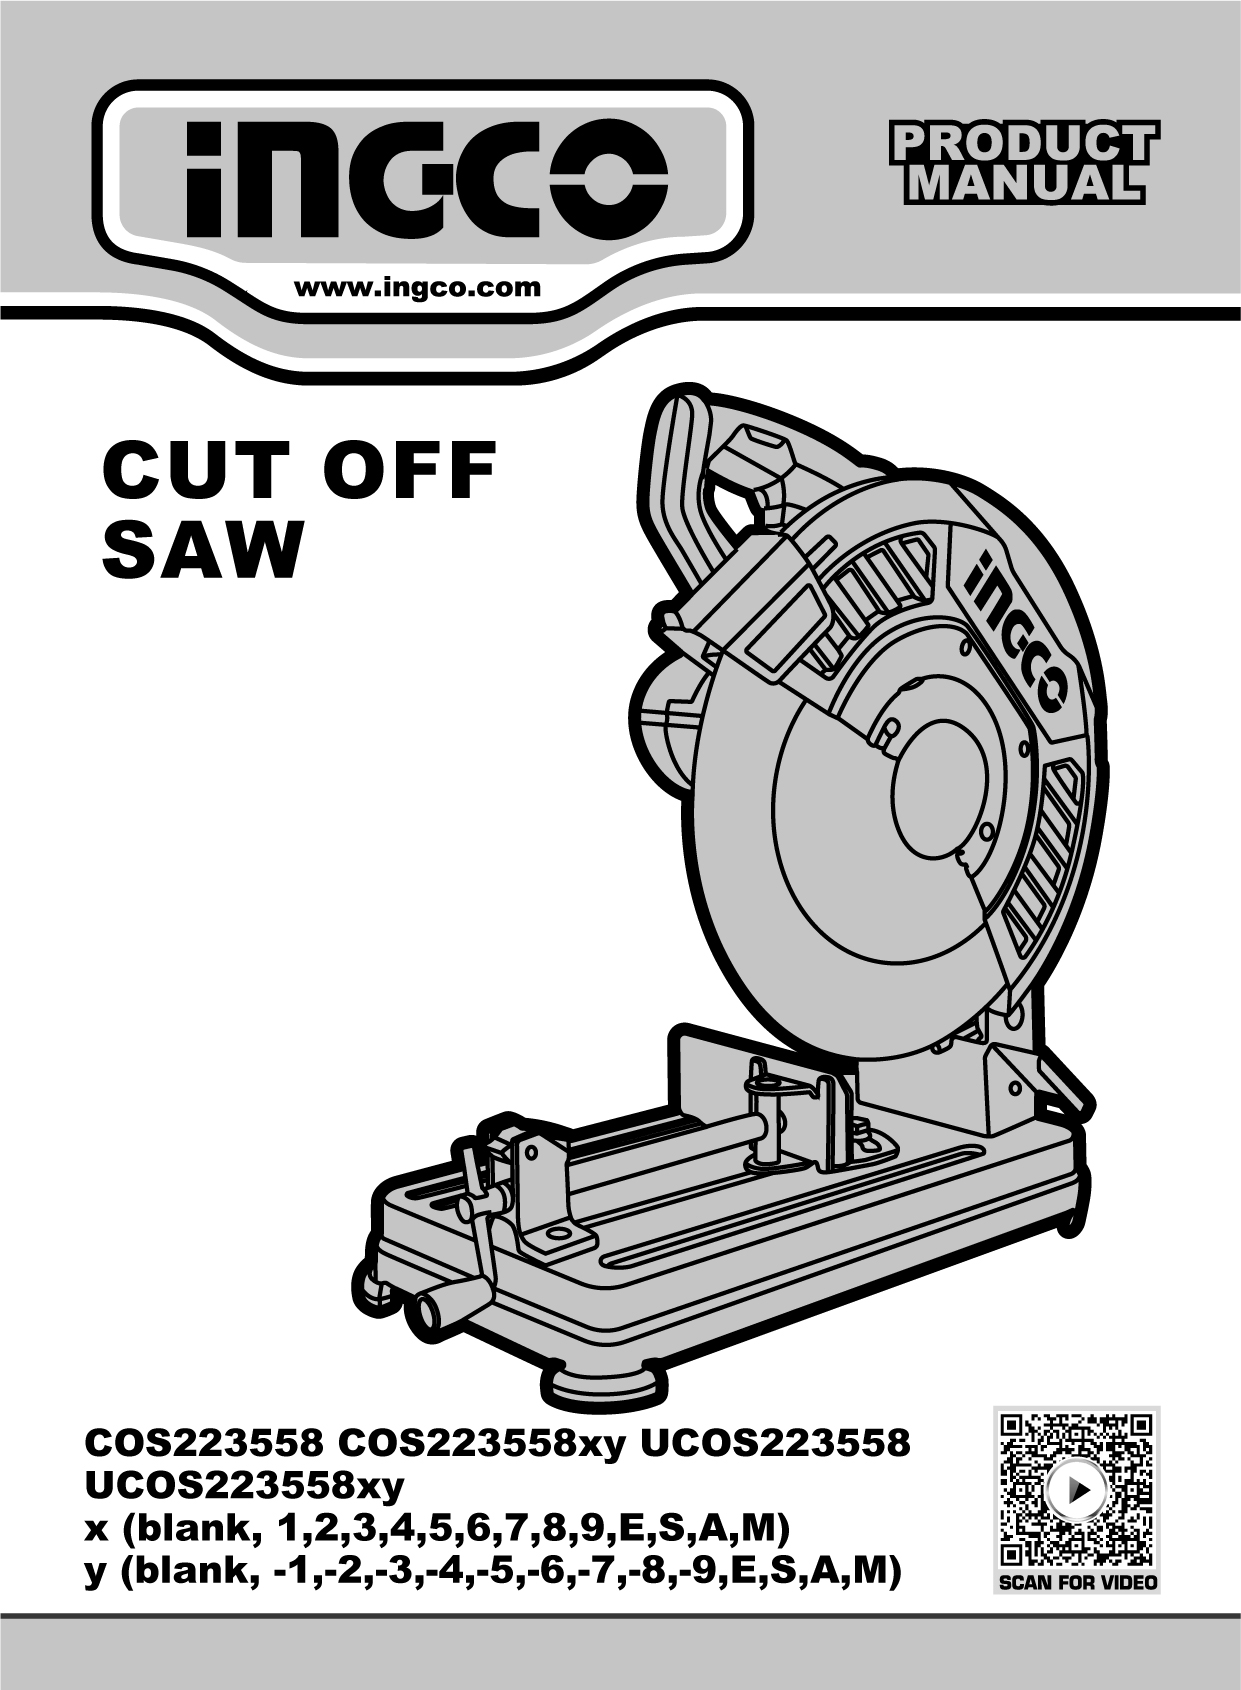 INGCO
www.ingco.com
PRODUCT
MANUAL
CUT OFF
SAW
INGCO
COS223558 COS223558xy UCOS223558
UCOS223558xy
x (blank, 1,2,3,4,5,6,7,8,9,E,S,A,M)
y (blank, -1,-2,-3,-4,-5,-6,-7,-8,-9,E,S,A,M)
SCAN FOR VIDEO